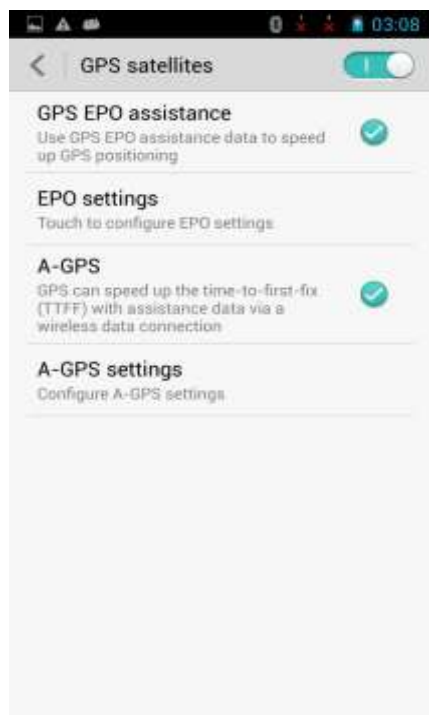 03:08
GPS satellites
GPS EPO assistance
Use GPS EPO assistance data to speed
up GPS positioning
EPO settings
Touch to configure EPO settings
A-GPS
GPS can speed up the time-to-first-fix
(TTFF) with assistance data via a
wireless data connection
A-GPS settings
Configure A-GPS settings